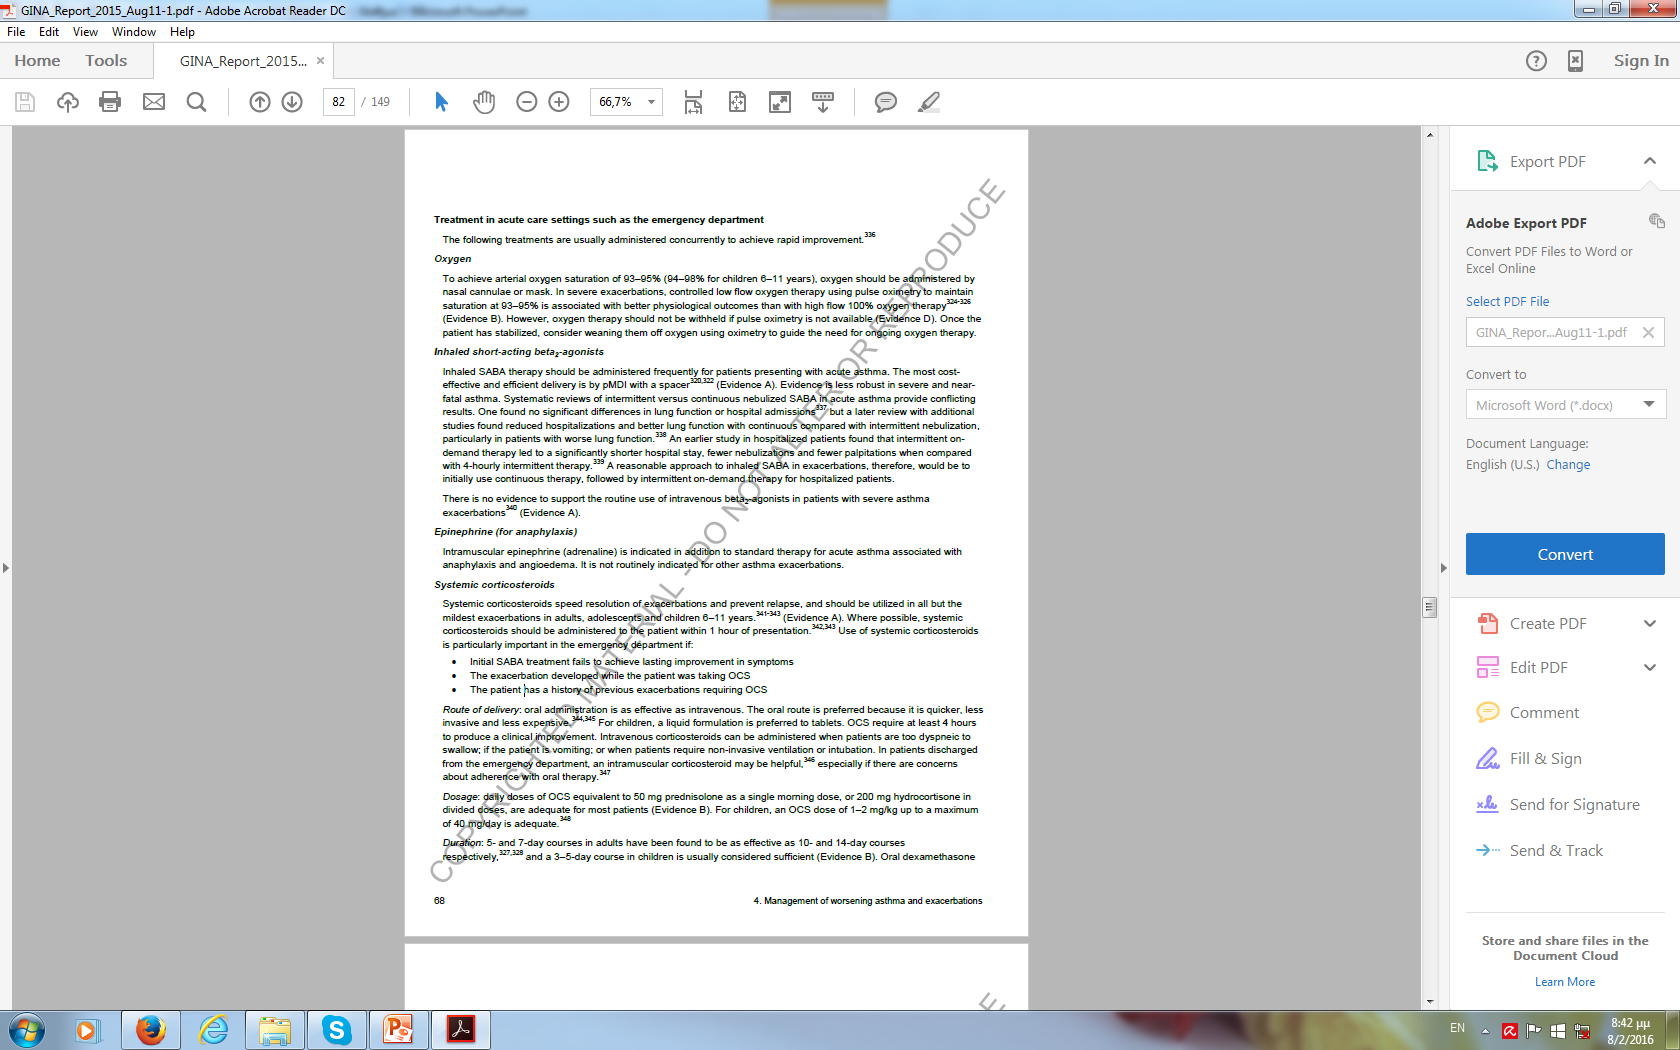 GINA_Report_2015_Aug11-1.pdf - Adobe Acrobat Reader DC
File Edit View Window Help
Home Tools GINA_Report_2015... × Sign In
82 / 149 66,7%
Treatment in acute care settings such as the emergency department
The following treatments are usually administered concurrently to achieve rapid improvement.336
Oxygen
To achieve arterial oxygen saturation of 93–95% (94–98% for children 6–11 years), oxygen should be administered by
nasal cannulae or mask. In severe exacerbations, controlled low flow oxygen therapy using pulse oximetry to maintain
saturation at 93–95% is associated with better physiological outcomes than with high flow 100% oxygen therapy324-326
(Evidence B). However, oxygen therapy should not be withheld if pulse oximetry is not available (Evidence D). Once the
patient has stabilized, consider weaning them off oxygen using oximetry to guide the need for ongoing oxygen therapy.
Inhaled short-acting beta2-agonists
Inhaled SABA therapy should be administered frequently for patients presenting with acute asthma. The most cost-
effective and efficient delivery is by pMDI with a spacer320,322 (Evidence A). Evidence is less robust in severe and near-
fatal asthma. Systematic reviews of intermittent versus continuous nebulized SABA in acute asthma provide conflicting
results. One found no significant differences in lung function or hospital admissions337 but a later review with additional
studies found reduced hospitalizations and better lung function with continuous compared with intermittent nebulization,
particularly in patients with worse lung function.338 An earlier study in hospitalized patients found that intermittent on-
demand therapy led to a significantly shorter hospital stay, fewer nebulizations and fewer palpitations when compared
with 4-hourly intermittent therapy.339 A reasonable approach to inhaled SABA in exacerbations, therefore, would be to
initially use continuous therapy, followed by intermittent on-demand therapy for hospitalized patients.
There is no evidence to support the routine use of intravenous beta2-agonists in patients with severe asthma
exacerbations340 (Evidence A).
Epinephrine (for anaphylaxis)
Intramuscular epinephrine (adrenaline) is indicated in addition to standard therapy for acute asthma associated with
anaphylaxis and angioedema. It is not routinely indicated for other asthma exacerbations.
Systemic corticosteroids
Systemic corticosteroids speed resolution of exacerbations and prevent relapse, and should be utilized in all but the
mildest exacerbations in adults, adolescents and children 6–11 years.341-343 (Evidence A). Where possible, systemic
corticosteroids should be administered to the patient within 1 hour of presentation.342,343 Use of systemic corticosteroids
is particularly important in the emergency department if:
• Initial SABA treatment fails to achieve lasting improvement in symptoms
• The exacerbation developed while the patient was taking OCS
• The patient has a history of previous exacerbations requiring OCS
Route of delivery: oral administration is as effective as intravenous. The oral route is preferred because it is quicker, less
invasive and less expensive.344,345 For children, a liquid formulation is preferred to tablets. OCS require at least 4 hours
to produce a clinical improvement. Intravenous corticosteroids can be administered when patients are too dyspneic to
swallow; if the patient is vomiting; or when patients require non-invasive ventilation or intubation. In patients discharged
from the emergency department, an intramuscular corticosteroid may be helpful,346 especially if there are concerns
about adherence with oral therapy.347
Dosage: daily doses of OCS equivalent to 50 mg prednisolone as a single morning dose, or 200 mg hydrocortisone in
divided doses, are adequate for most patients (Evidence B). For children, an OCS dose of 1–2 mg/kg up to a maximum
of 40 mg/day is adequate.348
Duration: 5- and 7-day courses in adults have been found to be as effective as 10- and 14-day courses
respectively,327,328 and a 3–5-day course in children is usually considered sufficient (Evidence B). Oral dexamethasone
68 4. Management of worsening asthma and exacerbations
COPYRIGHTED MATERIAL - DO NOT ALTER OR REPRODUCE
E
Export PDF
Adobe Export PDF
Convert PDF Files to Word or
Excel Online
Select PDF File
GINA_Repor...Aug11-1.pdf
Convert to
Microsoft Word (*.docx)
Document Language:
English (U.S.) Change
Convert
Create PDF
Edit PDF
Comment
Fill & Sign
Send for Signature
Send & Track
Store and share files in the
Document Cloud
Learn More
EN
8:42 μμ
8/2/2016